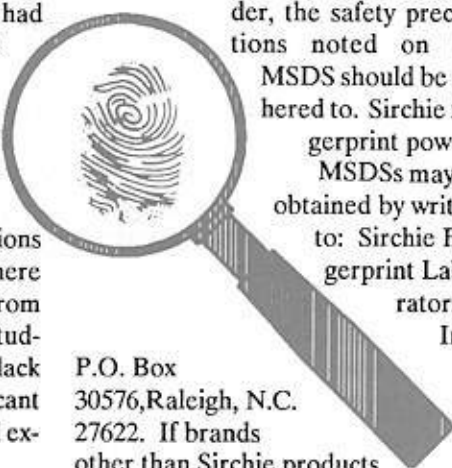 had
ions
here
rom
tud-
lack
cant
ex-
der, the safety prec
tions noted on
MSDS should be
hered to. Sirchie
gerprint pow
MSDSs may
obtained by writ
to: Sirchie F
gerprint Lab
rator
In
P.O. Box
30576,Raleigh, N.C.
27622. If brands
other than Sirchie products